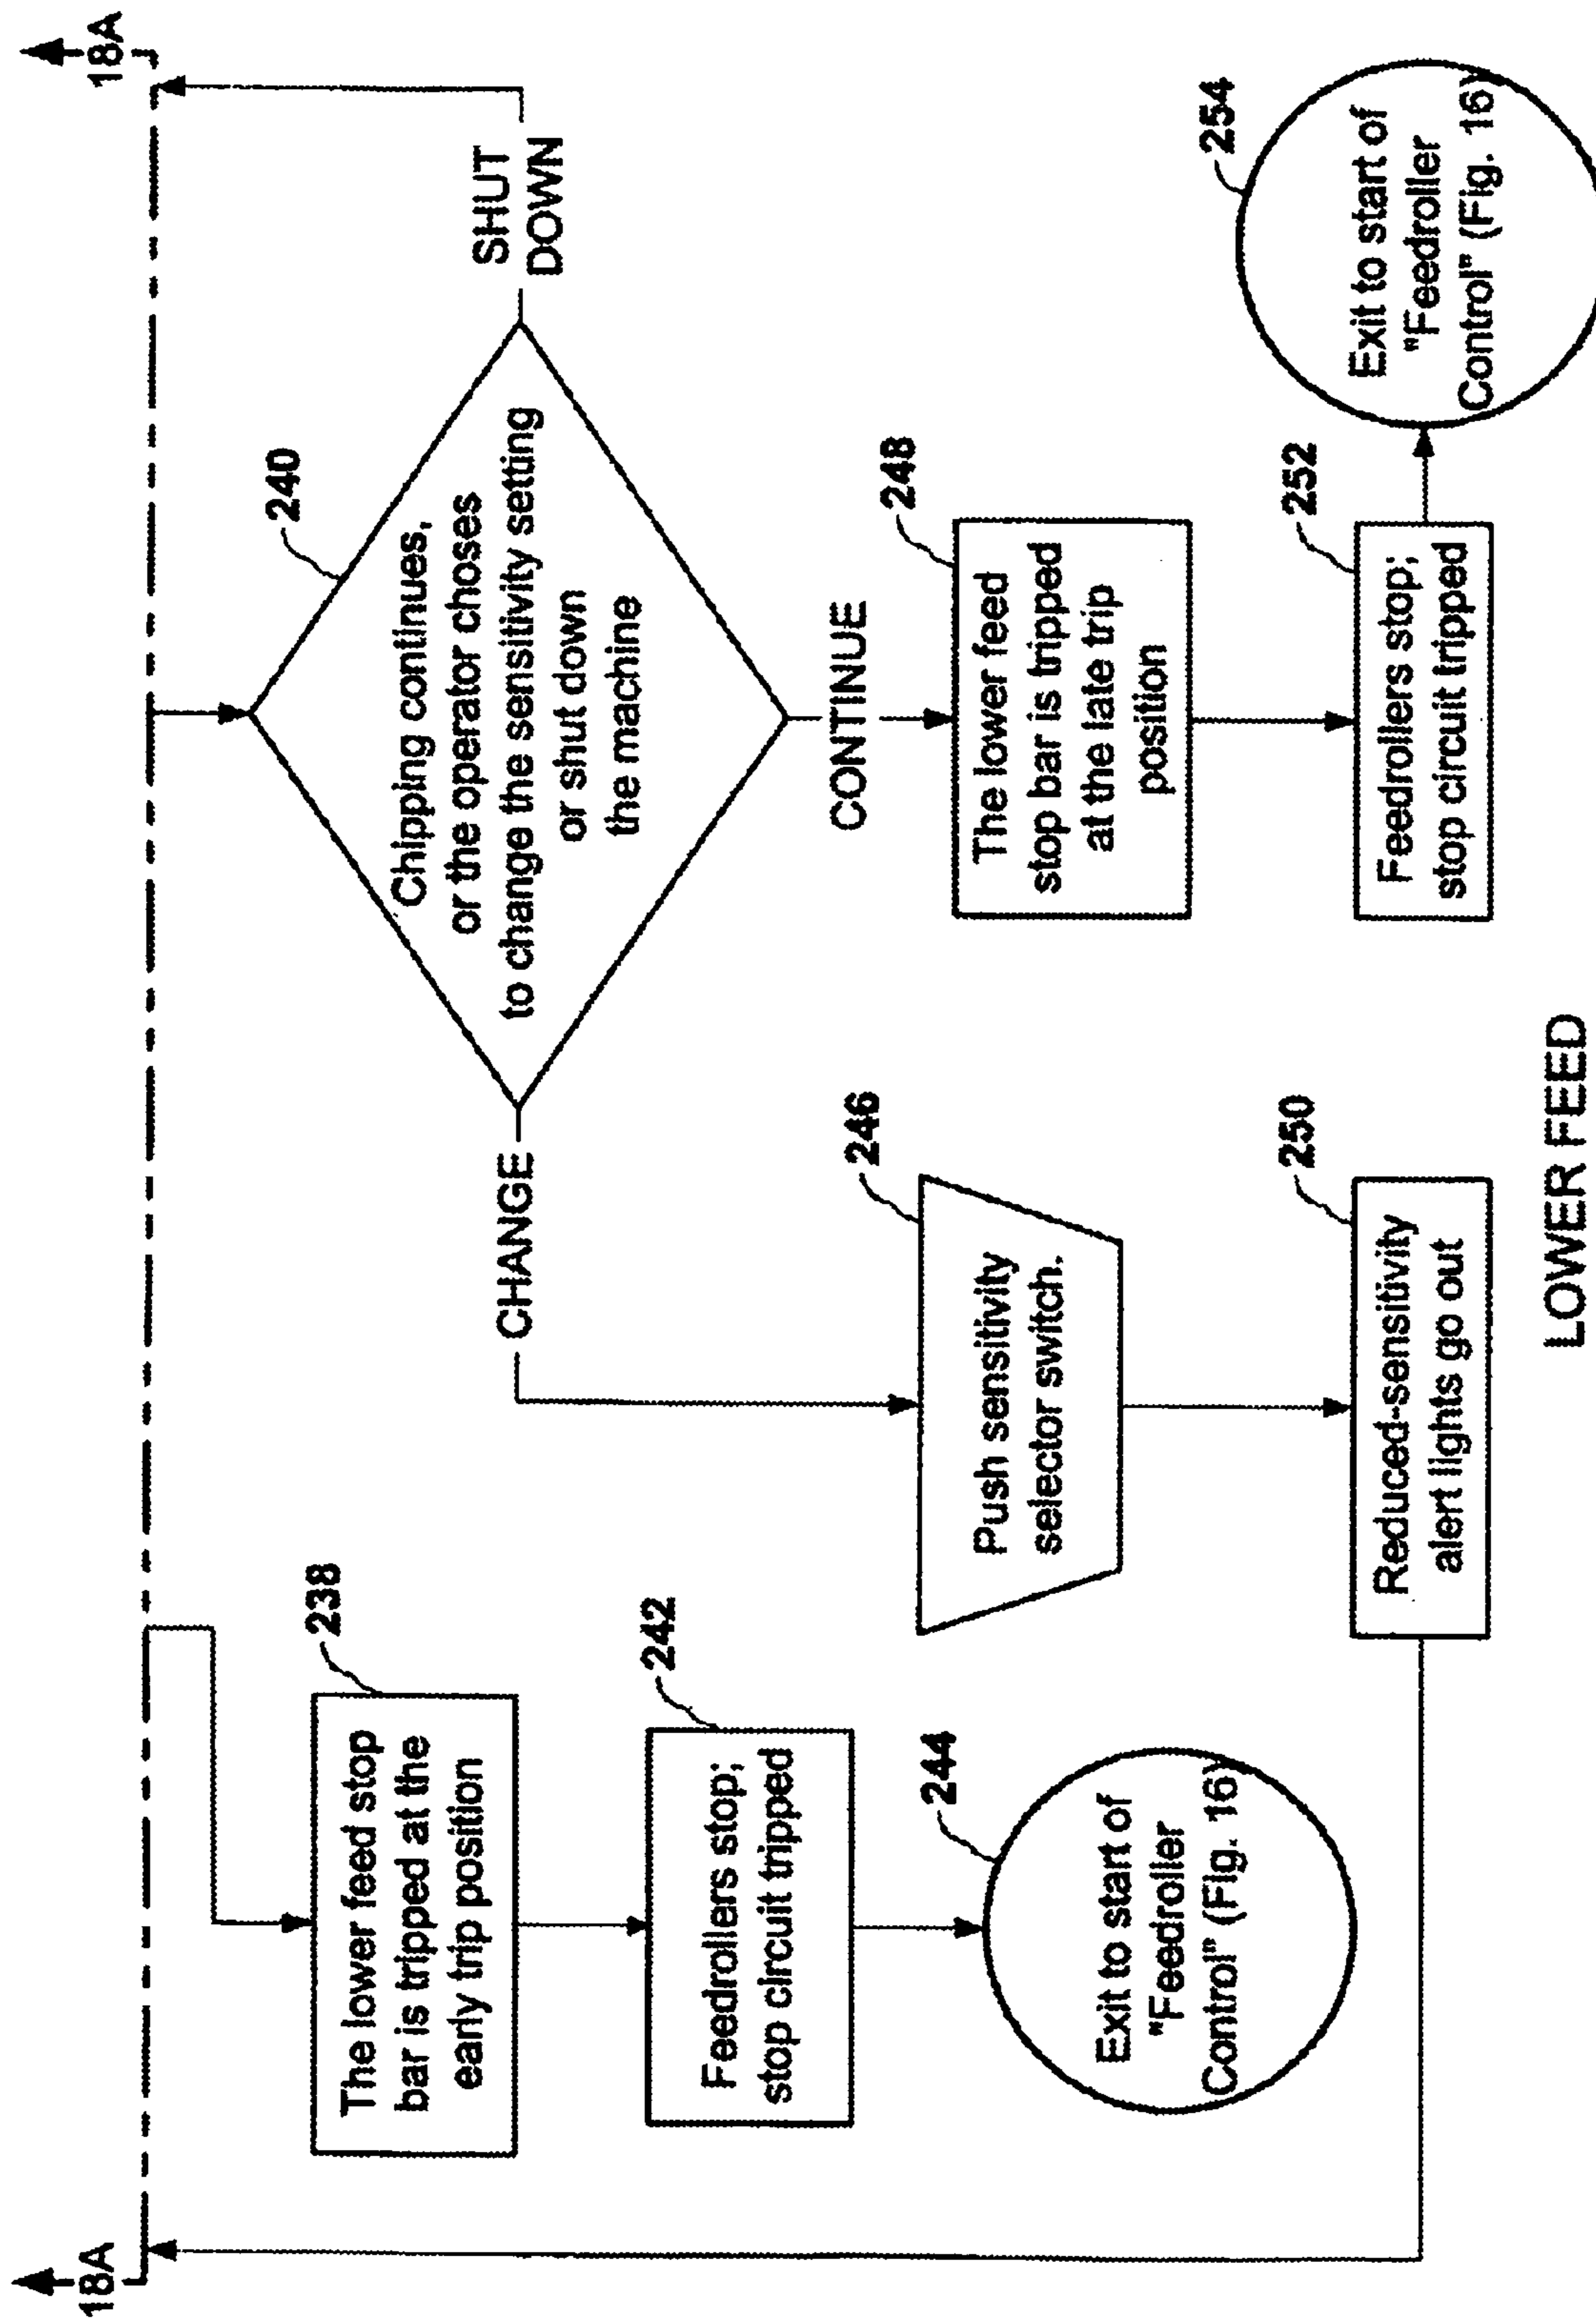 18A
18A
238
The lower feed stop
bar is tripped at the
early trip position
242
Feedrollers stop;
stop circuit tripped
244
Exit to start of
"Feedroller
Control" (Fig. 16)
240
Chipping continues,
or the operator choses
to change the sensitivity setting
or shut down
the machine
SHUT
DOWN
CHANGE
CONTINUE
246
Push sensitivity
selector switch.
248
The lower feed
stop bar is tripped
at the late trip
position
250
Reduced-sensitivity
alert lights go out
252
Feedrollers stop;
stop circuit tripped
254
Exit to start of
"Feedroller
Control" (Fig. 16)
LOWER FEED